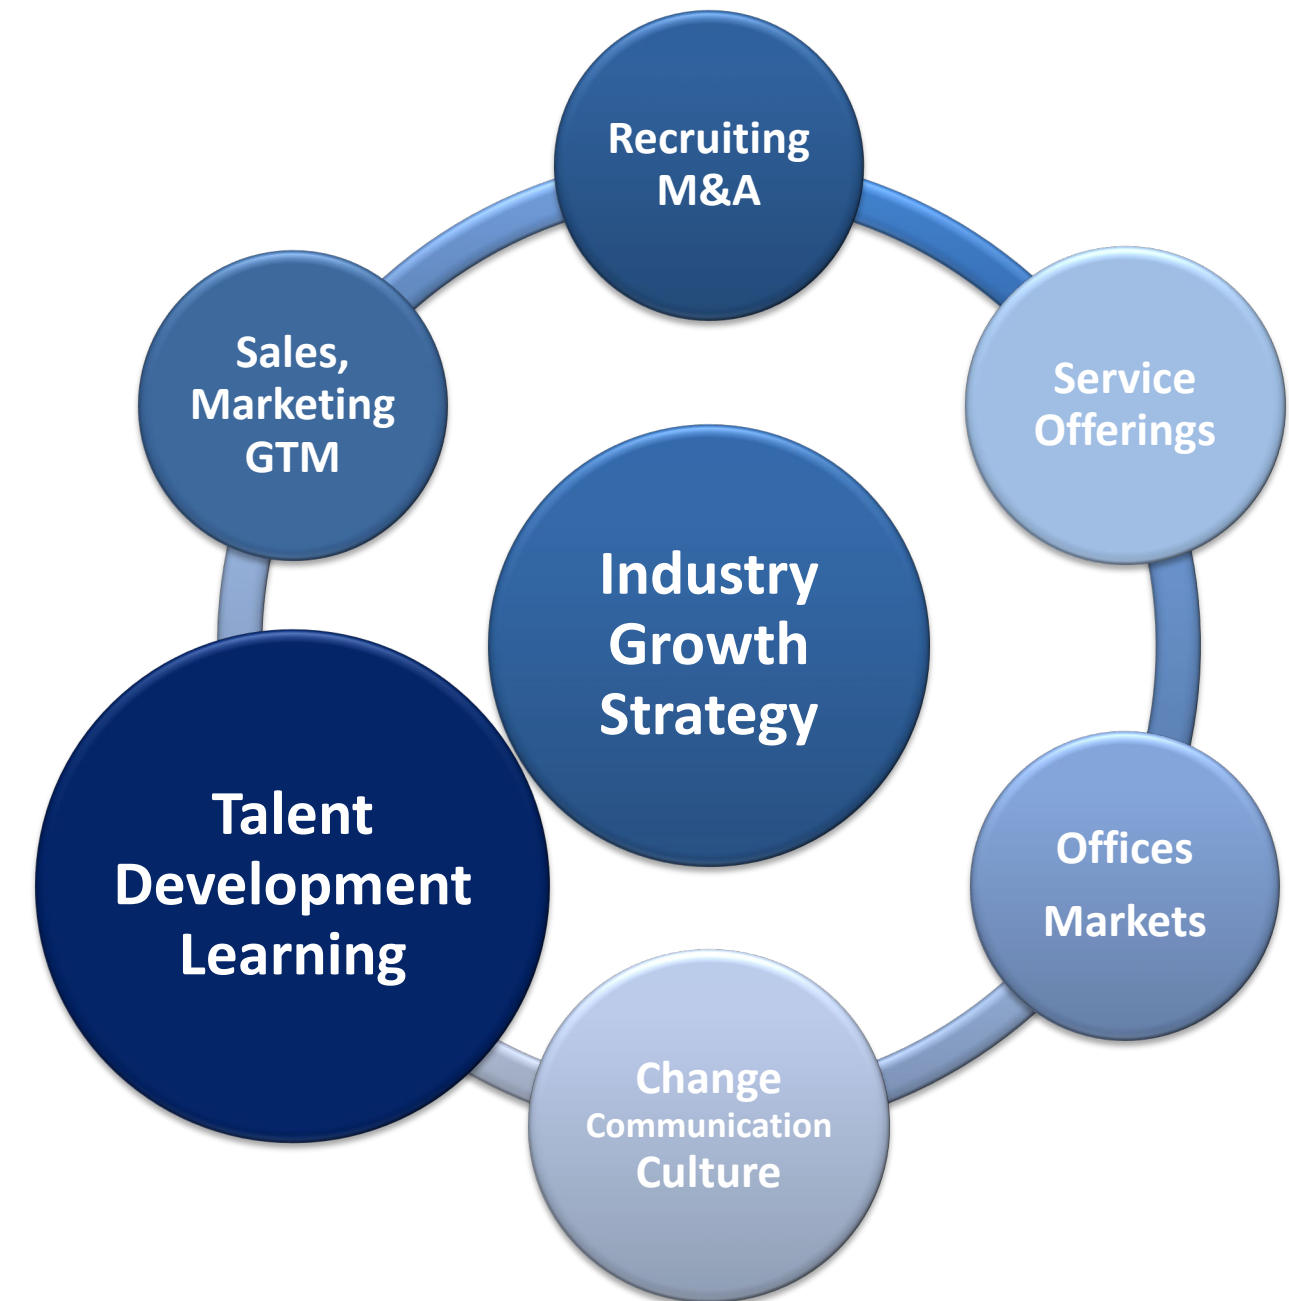 Recruiting
M&A
Service
Offerings
Offices
Markets
Change
Communication
Culture
Talent
Development
Learning
Sales,
Marketing
GTM
Industry
Growth
Strategy